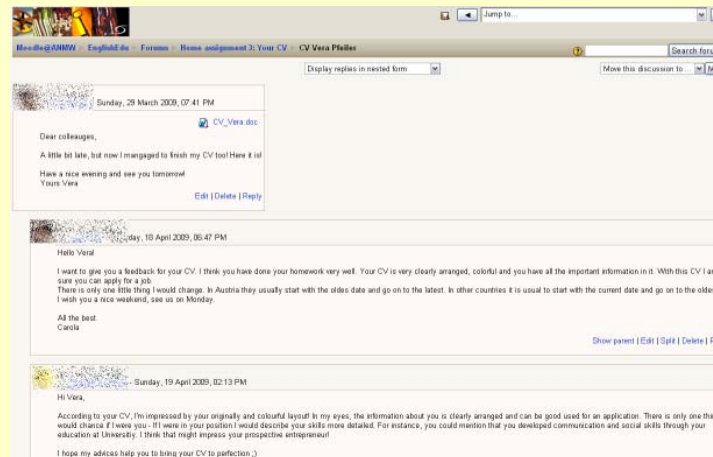 Jump to...
Moodle@ANMW > EnglishEdu > Forums > Home assignment 3: Your CV > CV Vera Pfeiler
Search foru
Display replies in nested form
Move this discussion to ...
Sunday, 29 March 2009, 07:41 PM
CV_Vera.doc
Dear colleauges,
A little bit late, but now I mangaged to finish my CV too! Here it is!
Have a nice evening and see you tomorrow!
Yours Vera
Edit | Delete | Reply
day, 18 April 2009, 06:47 PM
Hello Vera!
I want to give you a feedback for your CV. I think you have done your homework very well. Your CV is very clearly arranged, colorful and you have all the important information in it. With this CV I am
sure you can apply for a job.
There is only one little thing I would change. In Austria they usually start with the oldes date and go on to the latest. In other countries it is usual to start with the current date and go on to the oldes
I wish you a nice weekend, see us on Monday.
All the best
Carola
Show parent | Edit | Split | Delete | R
- Sunday, 19 April 2009, 02:13 PM
Hi Vera,
According to your CV, I'm impressed by your originally and colourful layout! In my eyes, the information about you is clearly arranged and can be good used for an application. There is only one thin
would chance if I were you - If I were in your position I would describe your skills more detailed. For instance, you could mention that you developed communication and social skills through your
education at Universitiy. I think that might impress your prospective entrepreneur!
I hope my advices help you to bring your CV to perfection ;)